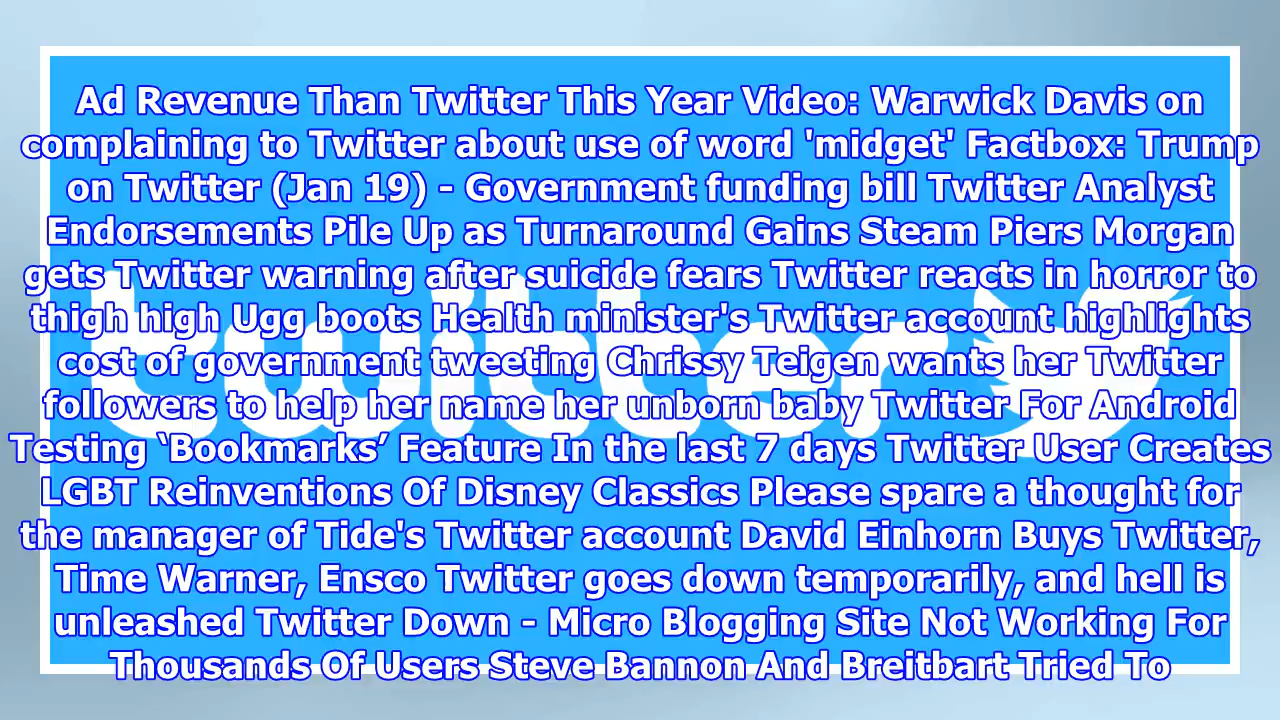 Ad Revenue Than Twitter This Year Video: Warwick Davis on
complaining to Twitter about use of word 'midget' Factbox: Trump
on Twitter (Jan 19) - Government funding bill Twitter Analyst
Endorsements Pile Up as Turnaround Gains Steam Piers Morgan
gets Twitter warning after suicide fears Twitter reacts in horror to
thigh high Ugg boots Health minister's Twitter account highlights
cost of government tweeting Chrissy Teigen wants her Twitter
followers to help her name her unborn baby Twitter For Android
Testing ‘Bookmarks’ Feature In the last 7 days Twitter User Creates
LGBT Reinventions Of Disney Classics Please spare a thought for
the manager of Tide's Twitter account David Einhorn Buys Twitter,
Time Warner, Ensco Twitter goes down temporarily, and hell is
unleashed Twitter Down - Micro Blogging Site Not Working For
Thousands Of Users Steve Bannon And Breitbart Tried To
twitter